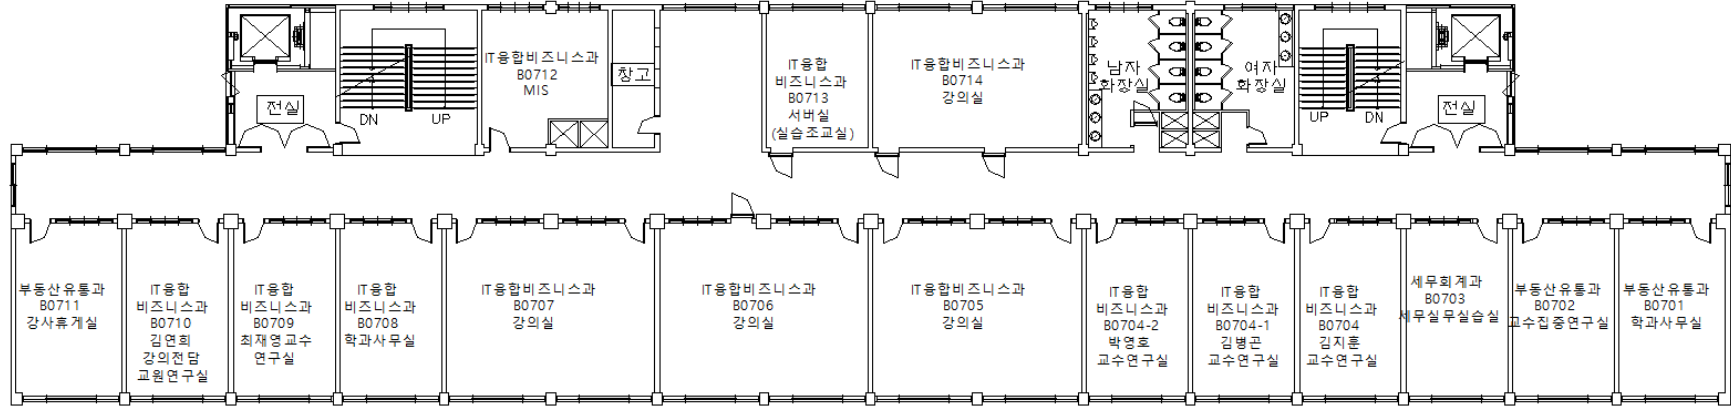 전실
DN
UP
IT융합비즈니스과
B0712
MIS
창고
IT융합
비즈니스과
B0713
서버실
(실습조교실)
IT융합비즈니스과
B0714
강의실
남자
화장실
여자
화장실
UP
DN
전실
부동산유통과
B0711
강사휴게실
IT융합
비즈니스과
B0710
김연희
강의전담
교원연구실
IT융합
비즈니스과
B0709
최재영교수
연구실
IT융합
비즈니스과
B0708
학과사무실
IT융합비즈니스과
B0707
강의실
IT융합비즈니스과
B0706
강의실
IT융합비즈니스과
B0705
강의실
IT융합
비즈니스과
B0704-2
박영호
교수연구실
IT융합
비즈니스과
B0704-1
김병곤
교수연구실
IT융합
비즈니스과
B0704
김지훈
교수연구실
세무회계과
B0703
세무실무실습실
부동산유통과
B0702
교수집중연구실
부동산유통과
B0701
학과사무실